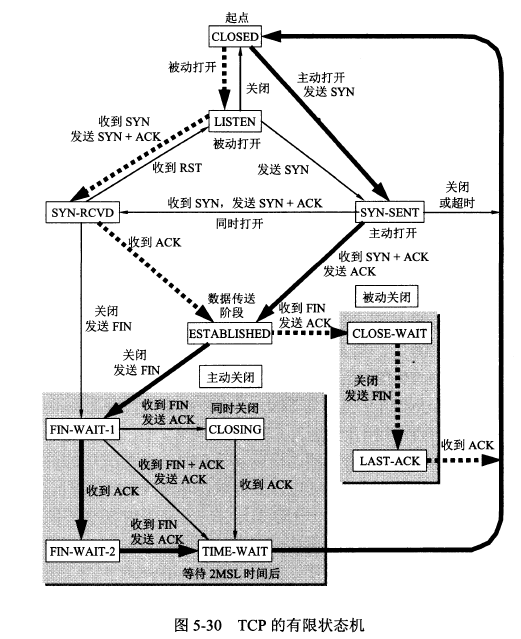 起点
CLOSED
被动打开
关闭
主动打开
发送 SYN
收到 SYN
发送 SYN + ACK
LISTEN
被动打开
收到 RST
发送 SYN
SYN-RCVD
收到 SYN，发送 SYN + ACK
同时打开
SYN-SENT
主动打开
关闭
或超时
收到 ACK
收到 SYN + ACK
发送 ACK
数据传送
阶段
ESTABLISHED
收到 FIN
发送 ACK
被动关闭
CLOSE-WAIT
关闭
发送 FIN
关闭
发送 FIN
主动关闭
关闭
发送 FIN
LAST-ACK
收到 ACK
FIN-WAIT-1
收到 FIN
发送 ACK
同时关闭
CLOSING
收到 FIN + ACK
发送 ACK
收到 ACK
收到 ACK
FIN-WAIT-2
收到 FIN
发送 ACK
TIME-WAIT
等待 2MSL 时间后
图 5-30 TCP 的有限状态机